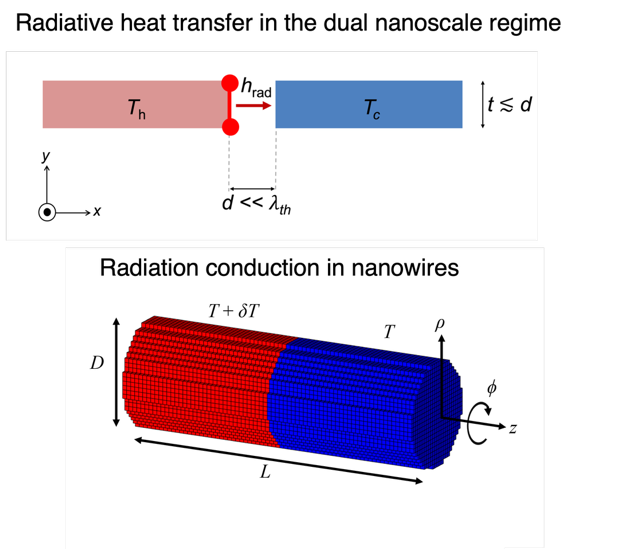 Radiative heat transfer in the dual nanoscale regime
T_h
h_rad
T_c
t ≲ d
y
x
d << λ_th
Radiation conduction in nanowires
T + δT
T
ρ
D
ϕ
z
L